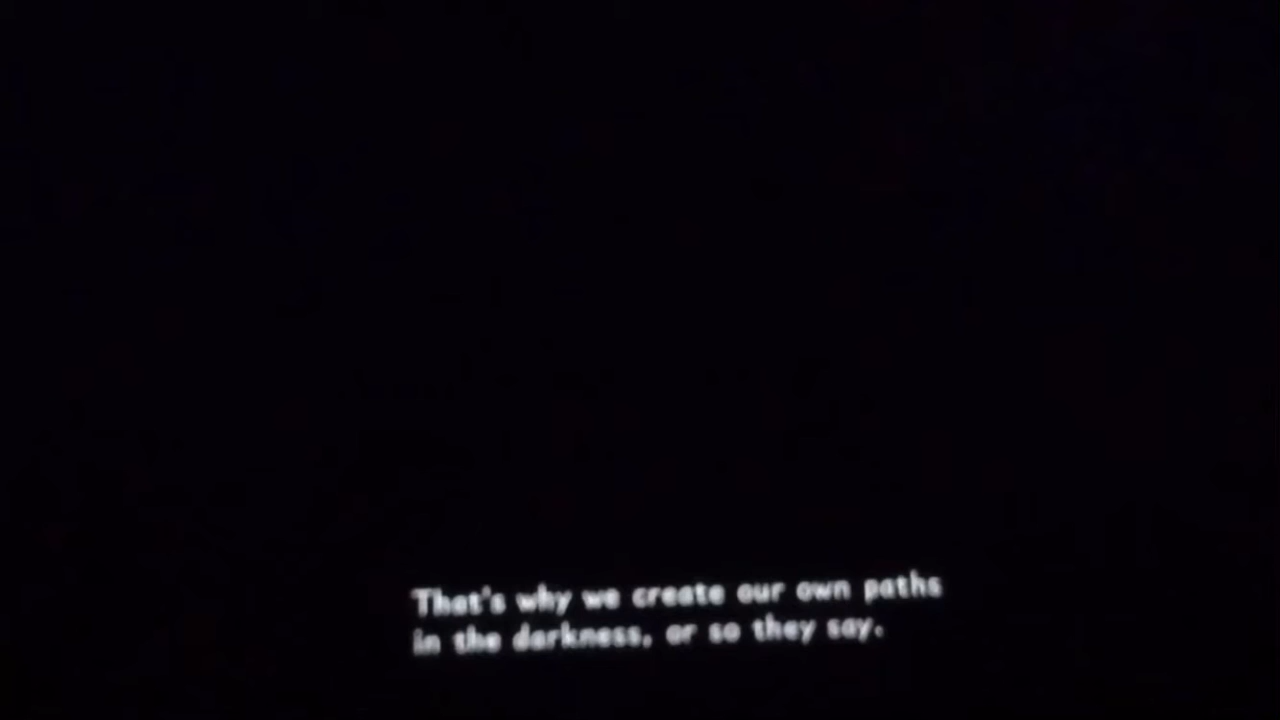 That's why we create our own paths
in the darkness, or so they say.